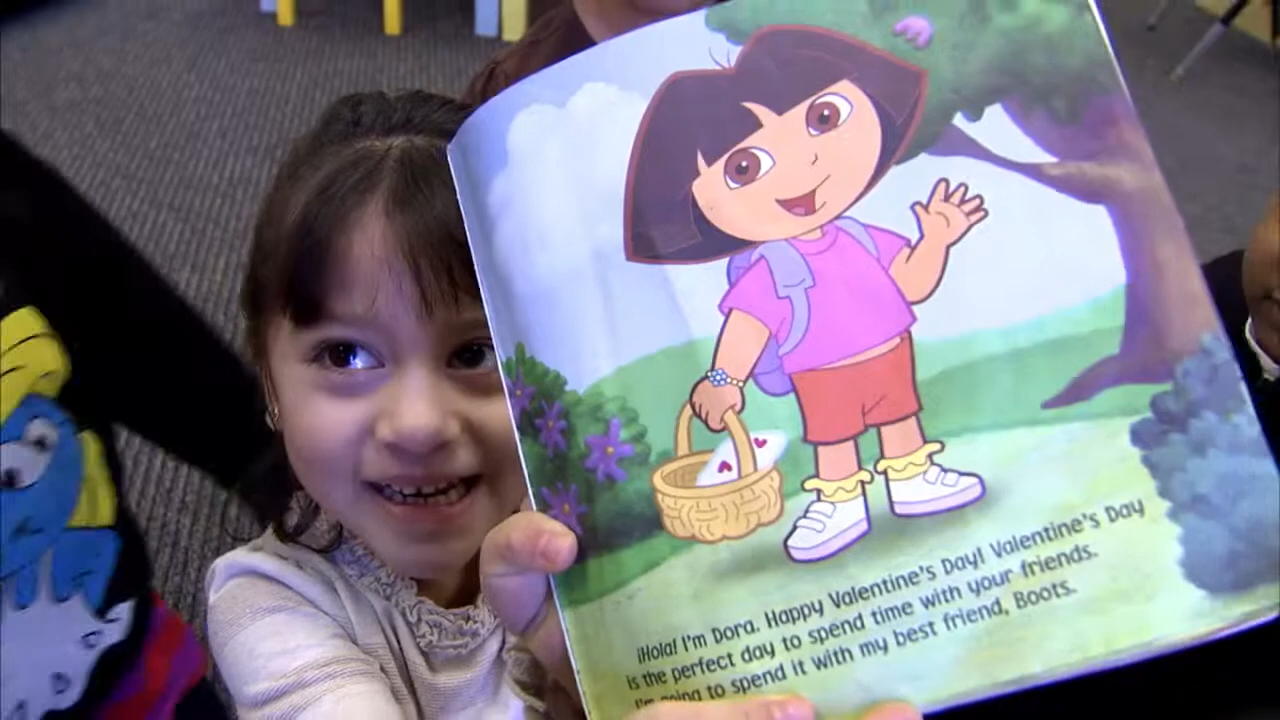 ¡Hola! I'm Dora. Happy Valentine's Day! Valentine's Day
is the perfect day to spend time with your friends.
I'm going to spend it with my best friend, Boots.